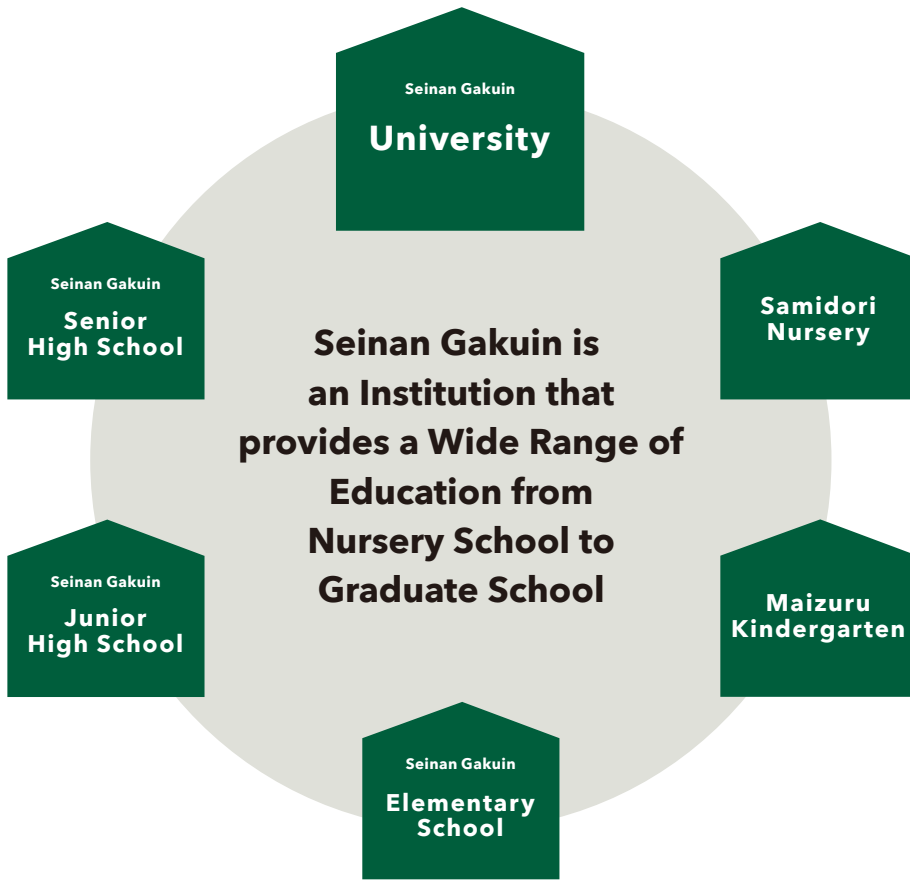 Seinan Gakuin
University
Seinan Gakuin
Senior
High School
Samidori
Nursery
Seinan Gakuin is
an Institution that
provides a Wide Range of
Education from
Nursery School to
Graduate School
Seinan Gakuin
Junior
High School
Maizuru
Kindergarten
Seinan Gakuin
Elementary
School